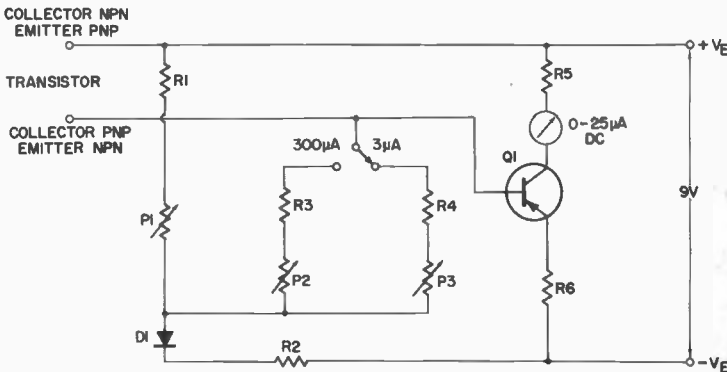 COLLECTOR NPN
EMITTER PNP
TRANSISTOR
COLLECTOR PNP
EMITTER NPN
R1
P1
D1
R2
300μA
3μA
R3
R4
P2
P3
Q1
R5
0-25μA
DC
R6
+VE
9V
-VE